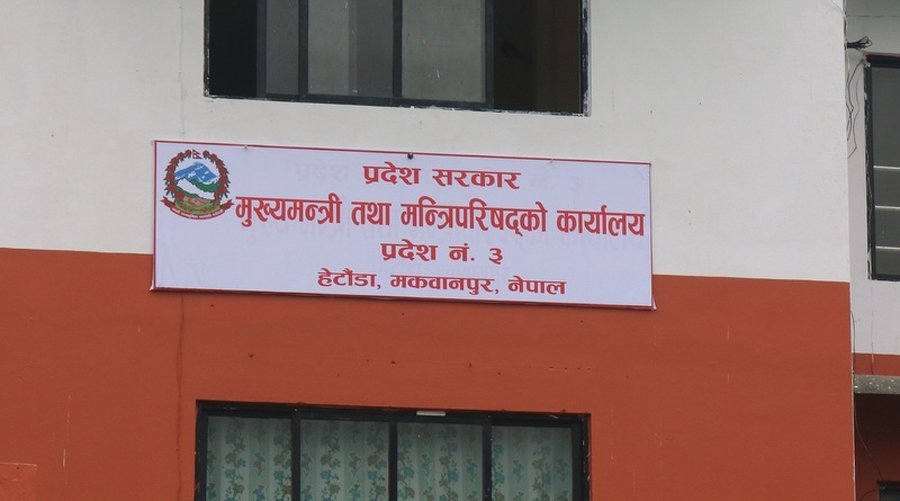 प्रदेश सरकार
मुख्यमन्त्री तथा मन्त्रिपरिषद्को कार्यालय
प्रदेश नं. ३
हेटौंडा, मकवानपुर, नेपाल